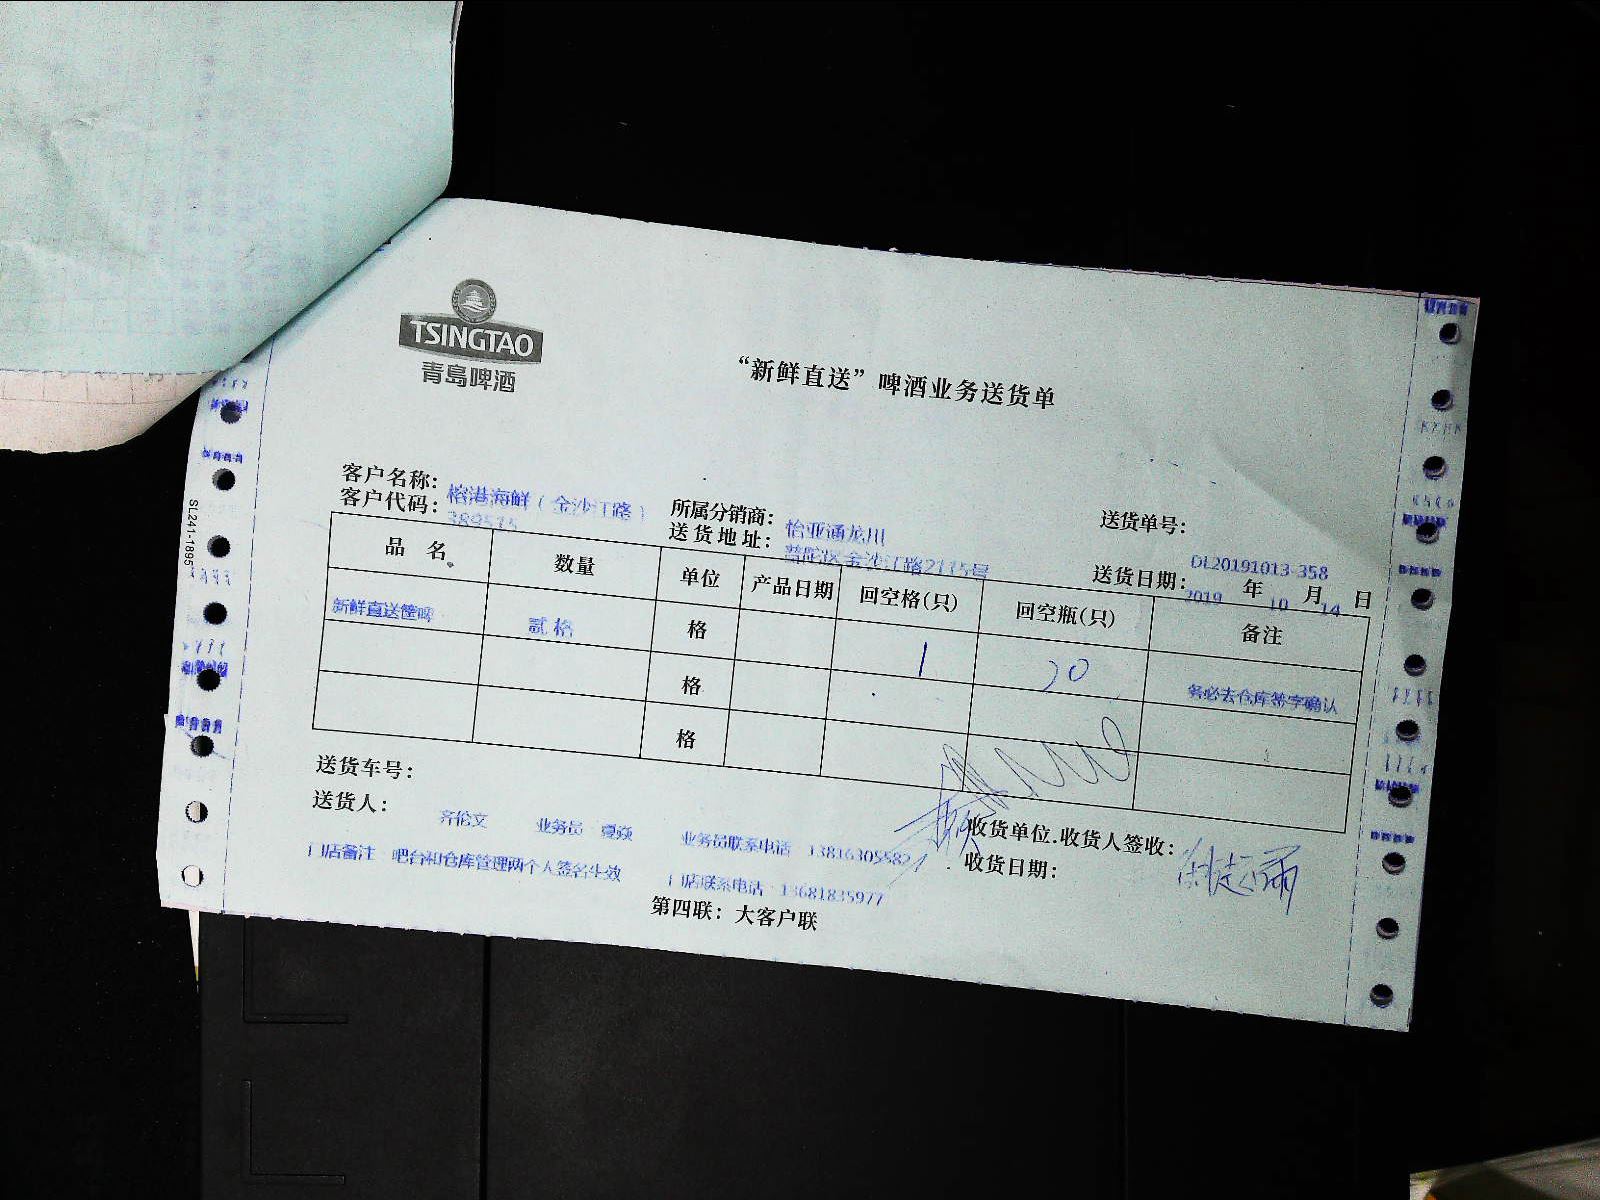 TSINGTAO
青島啤酒
“新鲜直送”啤酒业务送货单
客户名称： 榕港海鲜（金沙江路） 所属分销商： 怡亚通龙川 送货单号： DL20191013-358
客户代码： 389515 送货地址： 普陀区金沙江路2115号 送货日期： 2019 年 10 月 14 日
品 名 数量 单位 产品日期 回空格(只) 回空瓶(只) 备注
新鲜直送筐啤 贰格 格 1 20 务必去仓库签字确认
格
格
送货车号：
送货人： 齐伦文 业务员 夏焱 业务员联系电话 13816305582 收货单位.收货人签收：
门店备注 吧台和仓库管理两个人签名生效 门店联系电话 13681835977 收货日期：
第四联：大客户联
SL241-1895